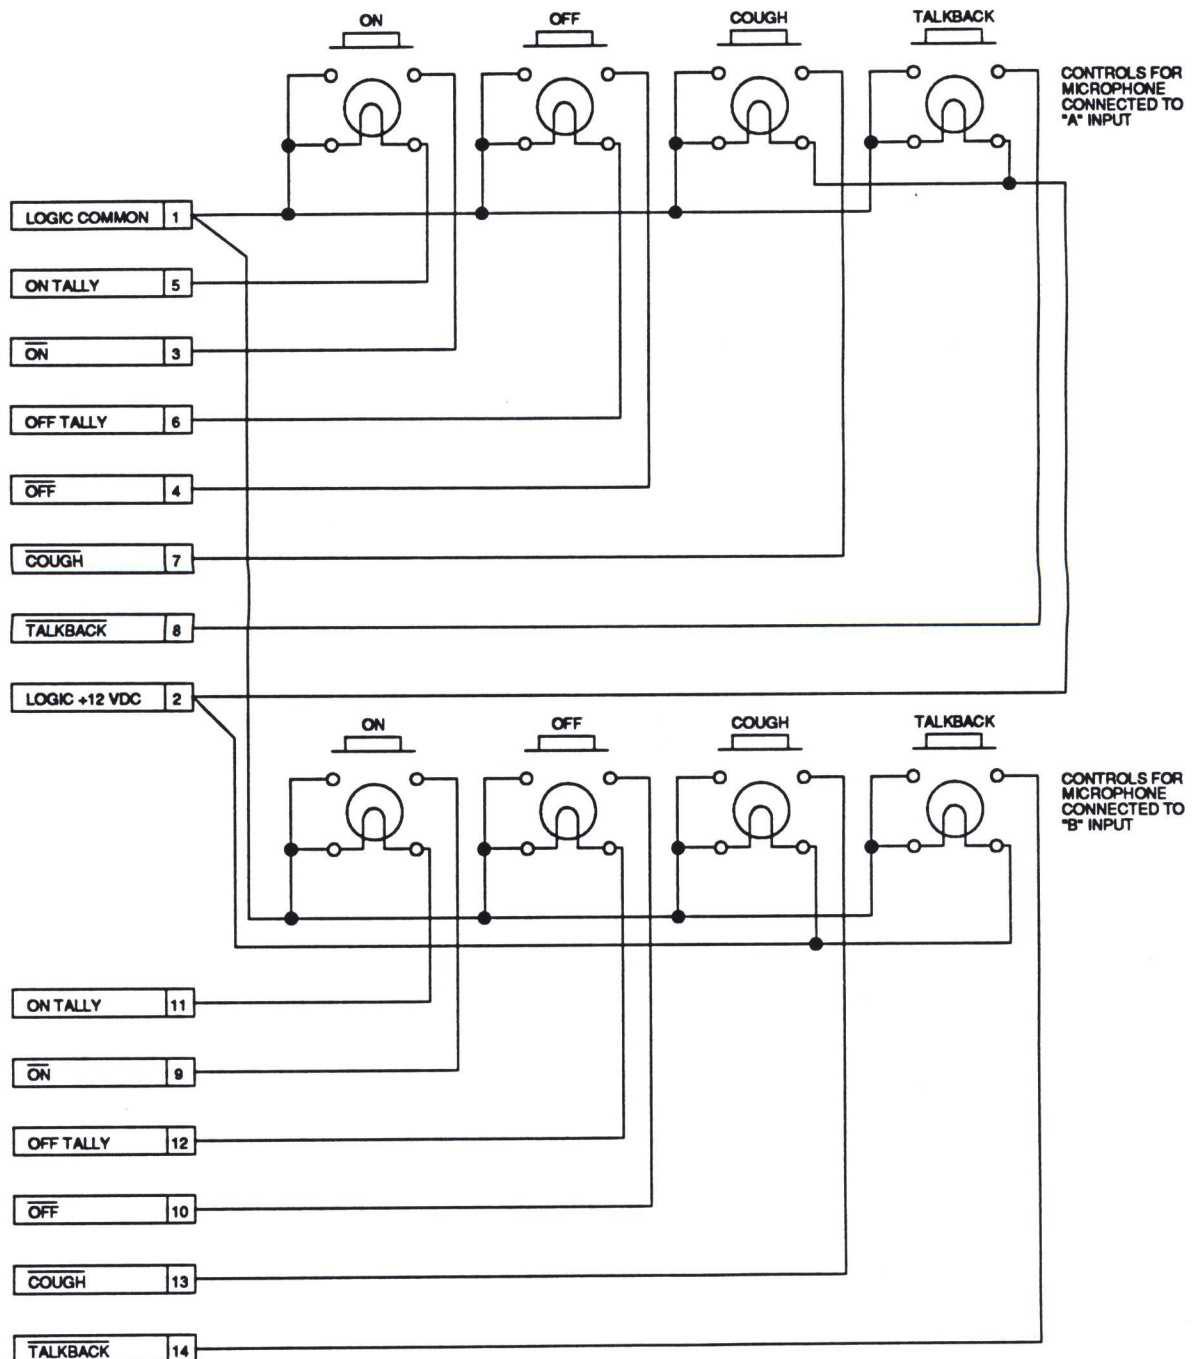 ON OFF COUGH TALKBACK
CONTROLS FOR
MICROPHONE
CONNECTED TO
"A" INPUT
LOGIC COMMON 1
ON TALLY 5
ON 3
OFF TALLY 6
OFF 4
COUGH 7
TALKBACK 8
LOGIC +12 VDC 2
ON OFF COUGH TALKBACK
CONTROLS FOR
MICROPHONE
CONNECTED TO
"B" INPUT
ON TALLY 11
ON 9
OFF TALLY 12
OFF 10
COUGH 13
TALKBACK 14